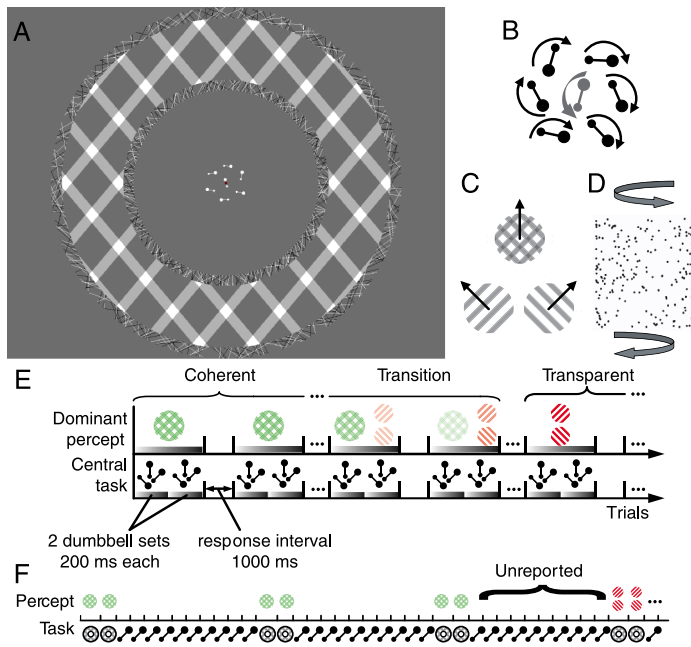 A
B
C
D
E
Coherent
...
Transition
Transparent
...
Dominant
percept
...
...
...
Central
task
...
...
...
Trials
2 dumbbell sets
200 ms each
response interval
1000 ms
F
Unreported
Percept
...
Task